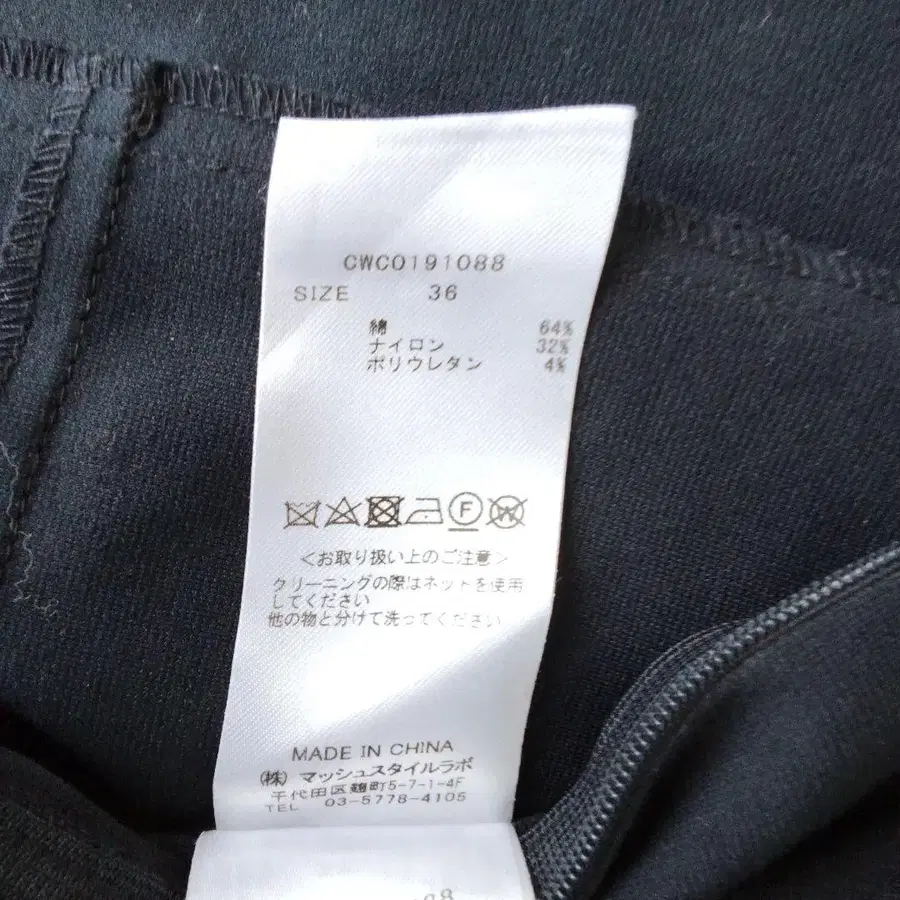 CWCO191088
SIZE 36
綿 64%
ナイロン 32%
ポリウレタン 4%
F W
<お取り扱い上のご注意>
クリーニングの際はネットを使用
してください
他の物と分けて洗ってください
MADE IN CHINA
(株) マッシュスタイルラボ
千代田区麹町5-7-1-4F
TEL 03-5778-4105